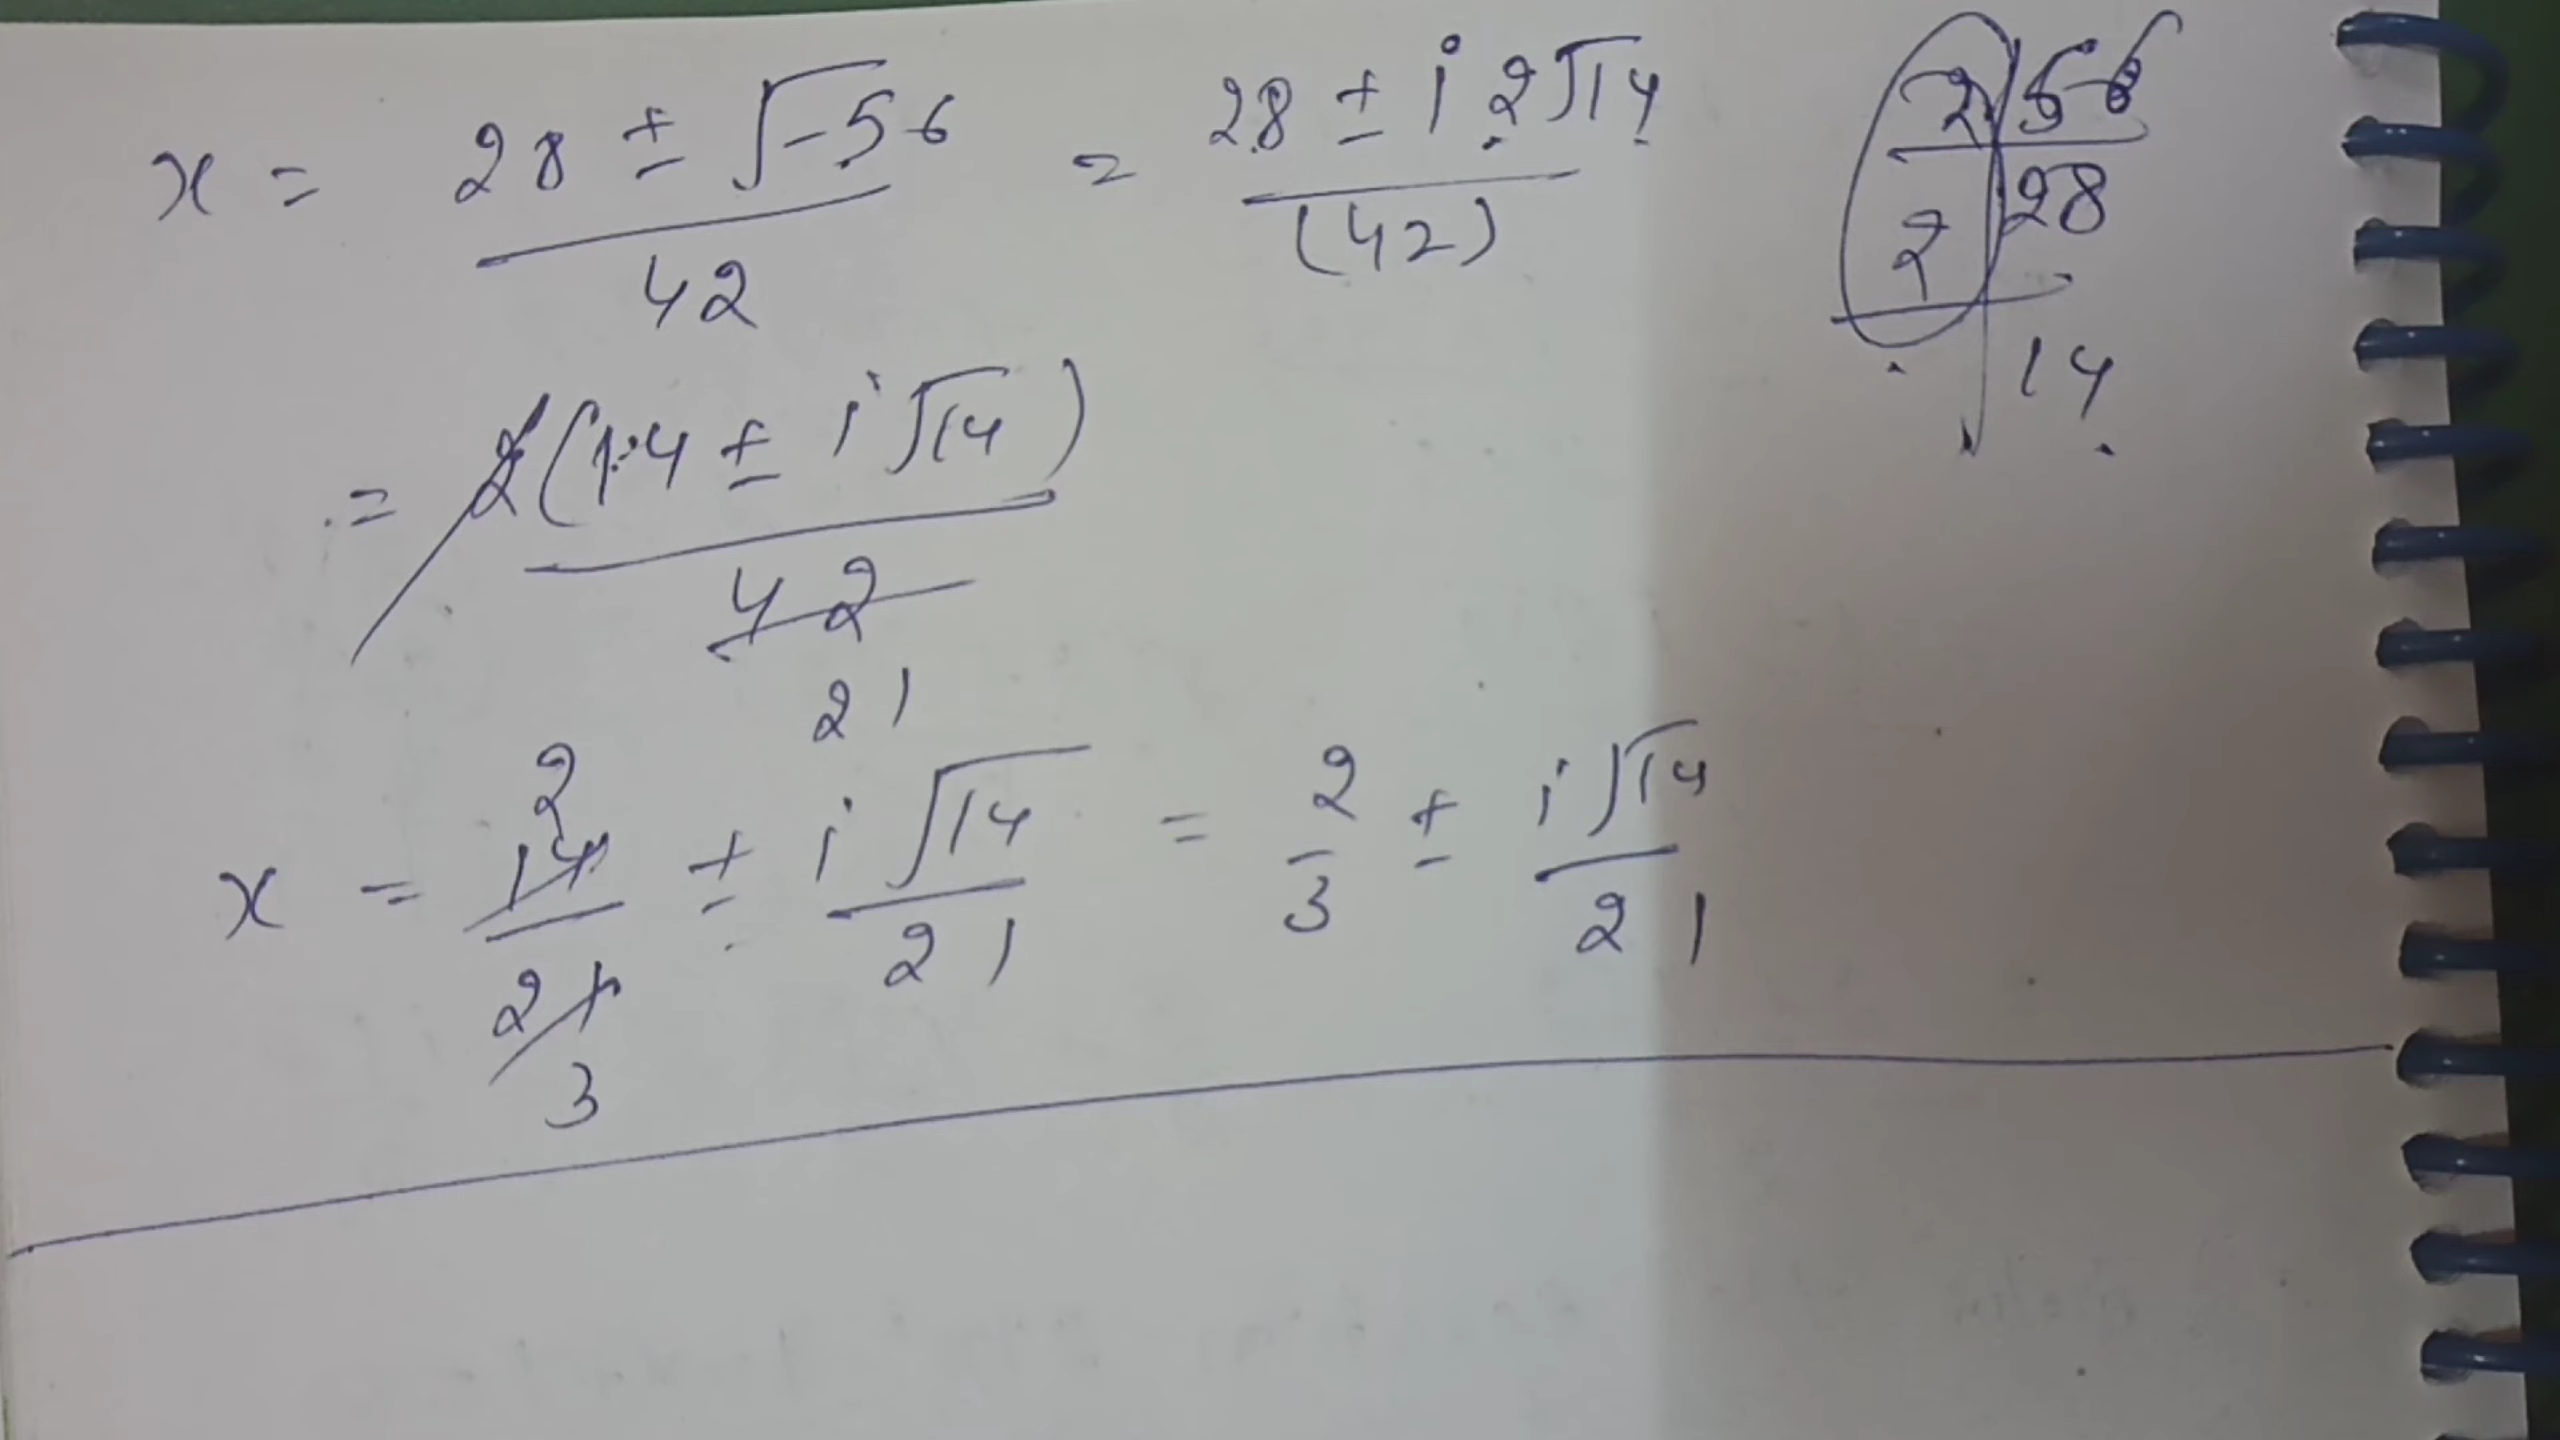 x = (28 ± √-56)/42 = (28 ± i 2√14)/(42)
2 | 56
2 | 28
14
= 2(14 ± i√14)/42
21
x = 14/21 ± i√14/21 = 2/3 ± i√14/21
2
3